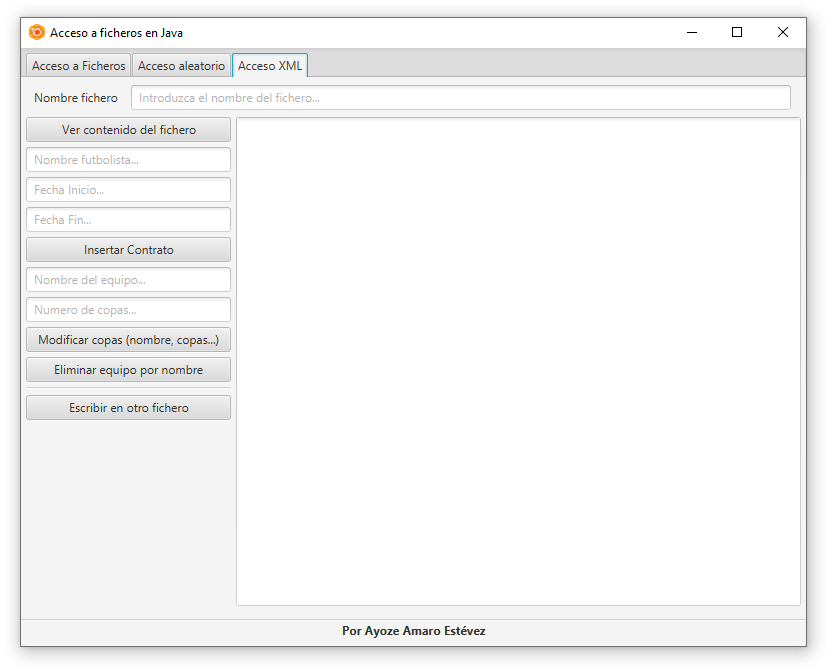 Acceso a ficheros en Java
Acceso a Ficheros Acceso aleatorio Acceso XML
Nombre fichero Introduzca el nombre del fichero...
Ver contenido del fichero
Nombre futbolista...
Fecha Inicio...
Fecha Fin...
Insertar Contrato
Nombre del equipo...
Numero de copas...
Modificar copas (nombre, copas...)
Eliminar equipo por nombre
Escribir en otro fichero
Por Ayoze Amaro Estévez